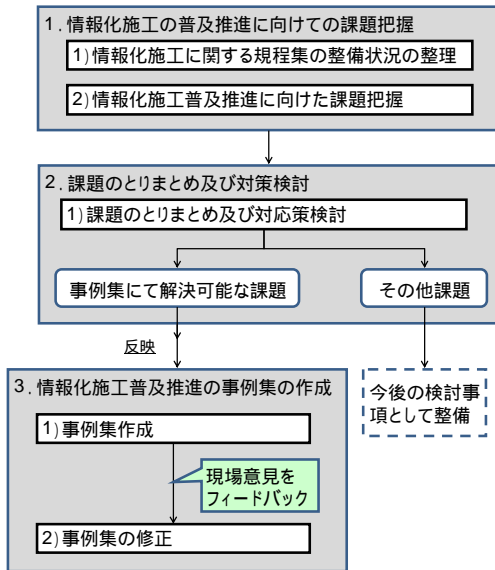 1. 情報化施工の普及推進に向けての課題把握
1)情報化施工に関する規程集の整備状況の整理
2)情報化施工普及推進に向けた課題把握
2. 課題のとりまとめ及び対策検討
1)課題のとりまとめ及び対応策検討
事例集にて解決可能な課題
その他課題
反映
3. 情報化施工普及推進の事例集の作成
今後の検討事
項として整備
1)事例集作成
現場意見を
フィードバック
2)事例集の修正